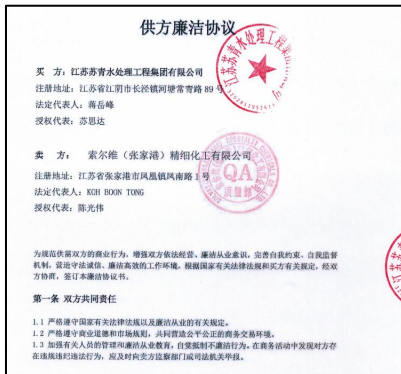 供方廉洁协议
买 方：江苏苏青水处理工程集团有限公司
注册地址：江苏省江阴市长泾镇河塘常青路 89 号
法定代表人：蒋岳峰
授权代表：苏思达
卖 方： 索尔维（张家港）精细化工有限公司
注册地址：江苏省张家港市凤凰镇凤南路 1 号
法定代表人：KOH BOON TONG
授权代表：陈光伟
QA
质量部
为规范供需双方的商业行为，增强双方依法经营、廉洁从业意识，完善自我约束、自我监督
机制，营造守法诚信、廉洁高效的工作环境，根据国家有关法律法规和买方有关规定，经双
方协商，签订本廉洁协议书。
第一条 双方共同责任
1.1 严格遵守国家有关法律法规以及廉洁从业的有关规定。
1.2 严格遵守商业道德和市场规则，共同营造公平公正的商务交易环境。
1.3 加强有关人员的管理和廉洁从业教育，自觉抵制不廉洁行为。在商务活动中发现对方存
在违规违纪违法行为，应及时向卖方监察部门或司法机关举报。